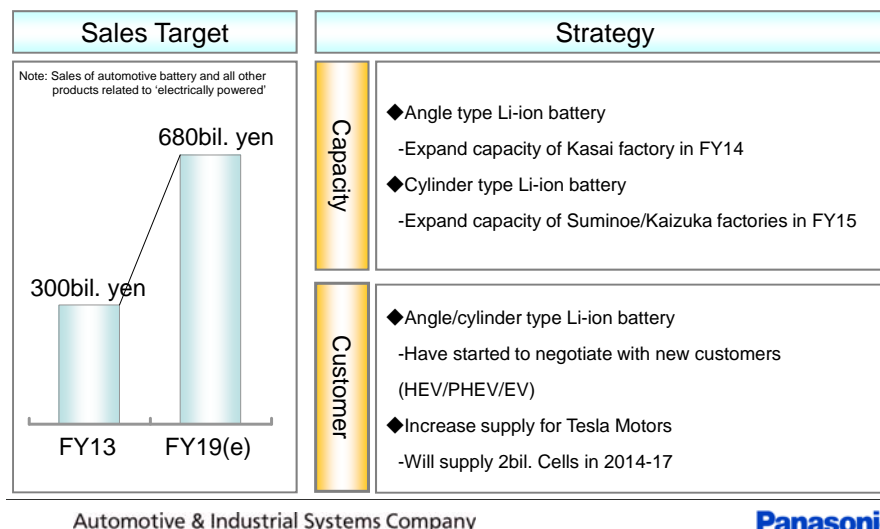 Sales Target
Note: Sales of automotive battery and all other
products related to ‘electrically powered’
680bil. yen
300bil. yen
FY13
FY19(e)
Strategy
Capacity
◆Angle type Li-ion battery
-Expand capacity of Kasai factory in FY14
◆Cylinder type Li-ion battery
-Expand capacity of Suminoe/Kaizuka factories in FY15
Customer
◆Angle/cylinder type Li-ion battery
-Have started to negotiate with new customers
(HEV/PHEV/EV)
◆Increase supply for Tesla Motors
-Will supply 2bil. Cells in 2014-17
Automotive & Industrial Systems Company
Panasoni